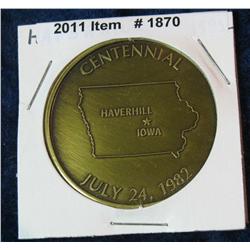 2011 Item # 1870
H
CENTENNIAL
HAVERHILL
IOWA
JULY 24, 1982